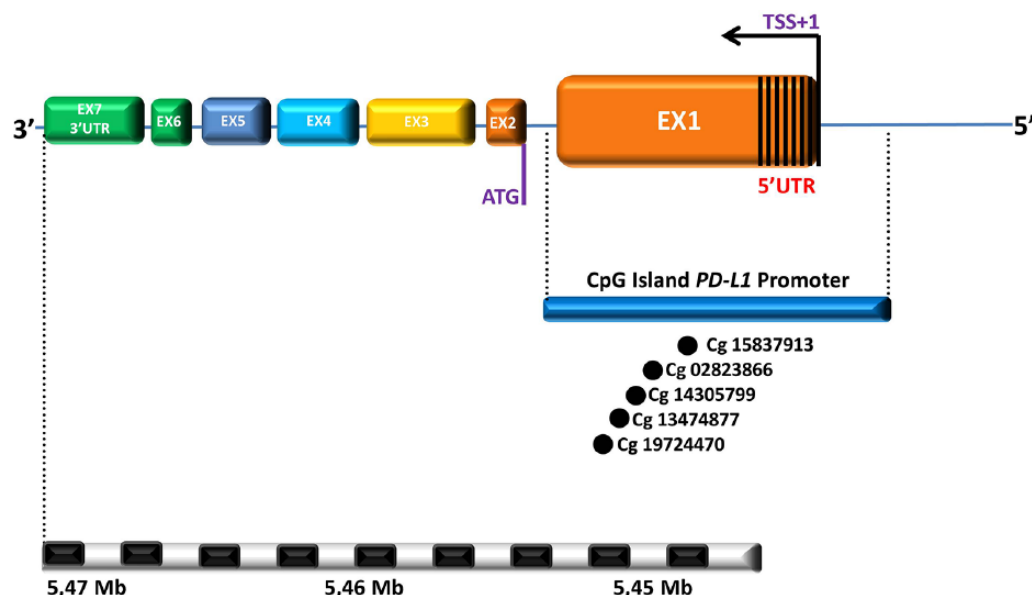 TSS+1
3’
EX7
3’UTR
EX6
EX5
EX4
EX3
EX2
EX1
5’
ATG
5’UTR
CpG Island PD-L1 Promoter
Cg 15837913
Cg 02823866
Cg 14305799
Cg 13474877
Cg 19724470
5,47 Mb
5,46 Mb
5,45 Mb